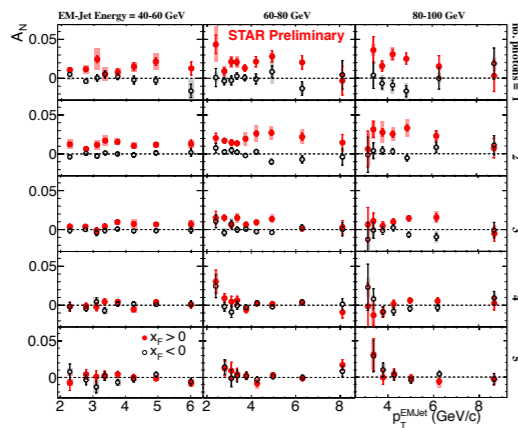 EM-Jet Energy = 40-60 GeV 60-80 GeV 80-100 GeV
A_N
STAR Preliminary
no. photons = 1
0.05
0
0.05
0
2
0.05
0
3
0.05
0
4
0.05
0
5
x_F > 0
x_F < 0
2 3 4 5 6 2 4 6 8 4 6 8
p_T^EMJet (GeV/c)